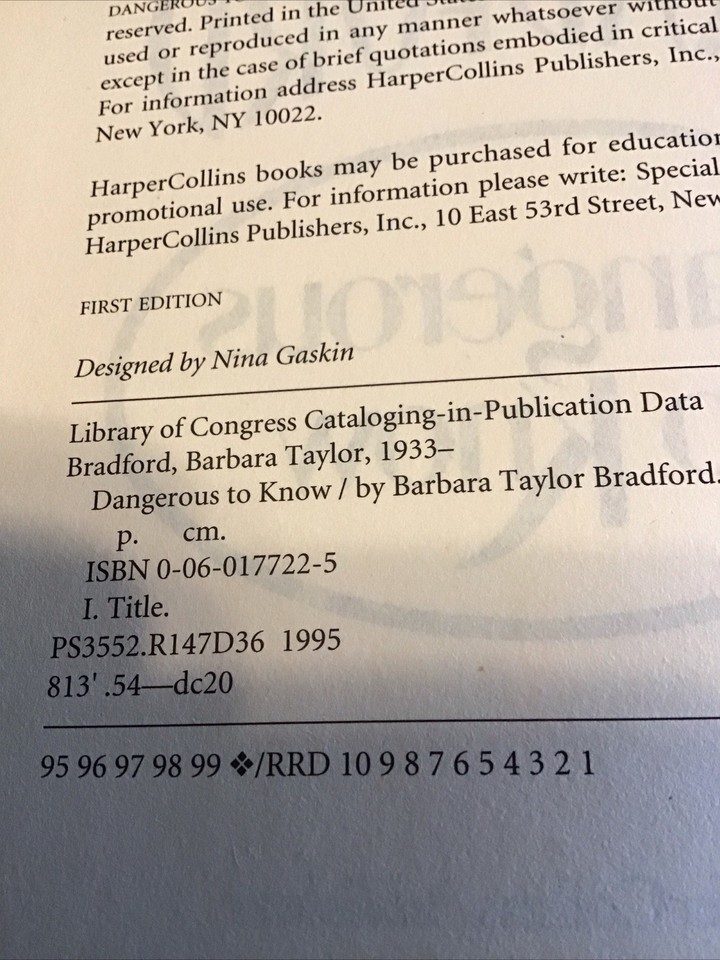 DANGEROUS
reserved. Printed in the United
used or reproduced in any manner whatsoever without
except in the case of brief quotations embodied in critical
For information address HarperCollins Publishers, Inc.,
New York, NY 10022.
HarperCollins books may be purchased for education
promotional use. For information please write: Special
HarperCollins Publishers, Inc., 10 East 53rd Street, New
FIRST EDITION
Designed by Nina Gaskin
Library of Congress Cataloging-in-Publication Data
Bradford, Barbara Taylor, 1933–
Dangerous to Know / by Barbara Taylor Bradford.
p. cm.
ISBN 0-06-017722-5
I. Title.
PS3552.R147D36 1995
813'.54—dc20
95 96 97 98 99 ❖/RRD 10 9 8 7 6 5 4 3 2 1